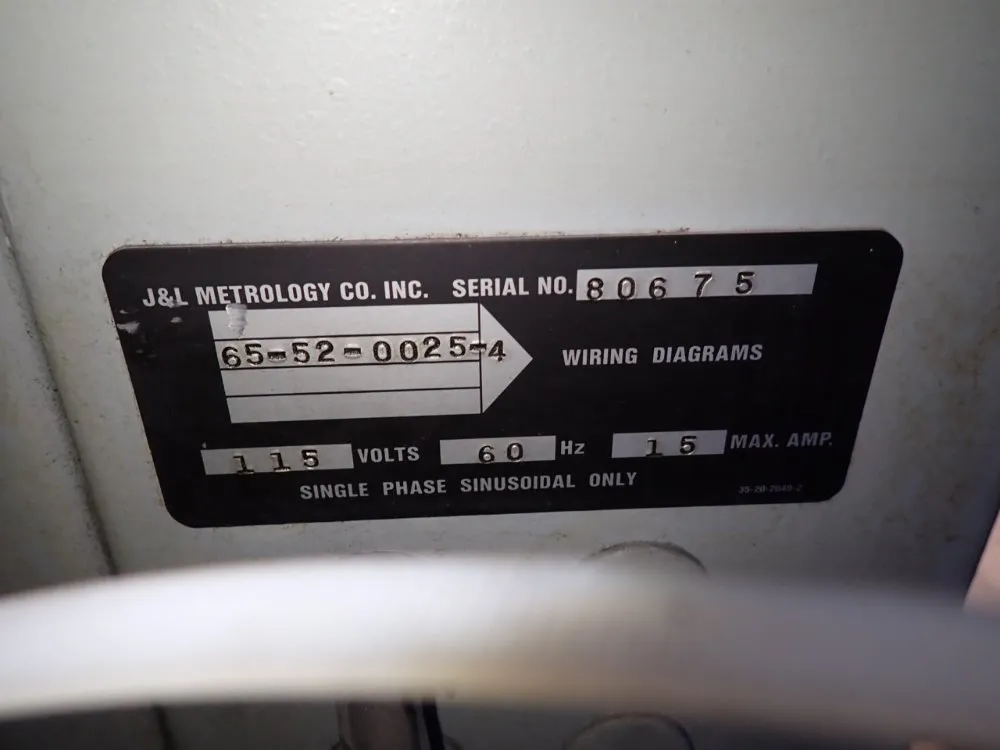 J&L METROLOGY CO. INC. SERIAL NO. 80675
65-52-0025-4 WIRING DIAGRAMS
115 VOLTS 60 Hz 15 MAX. AMP.
SINGLE PHASE SINUSOIDAL ONLY